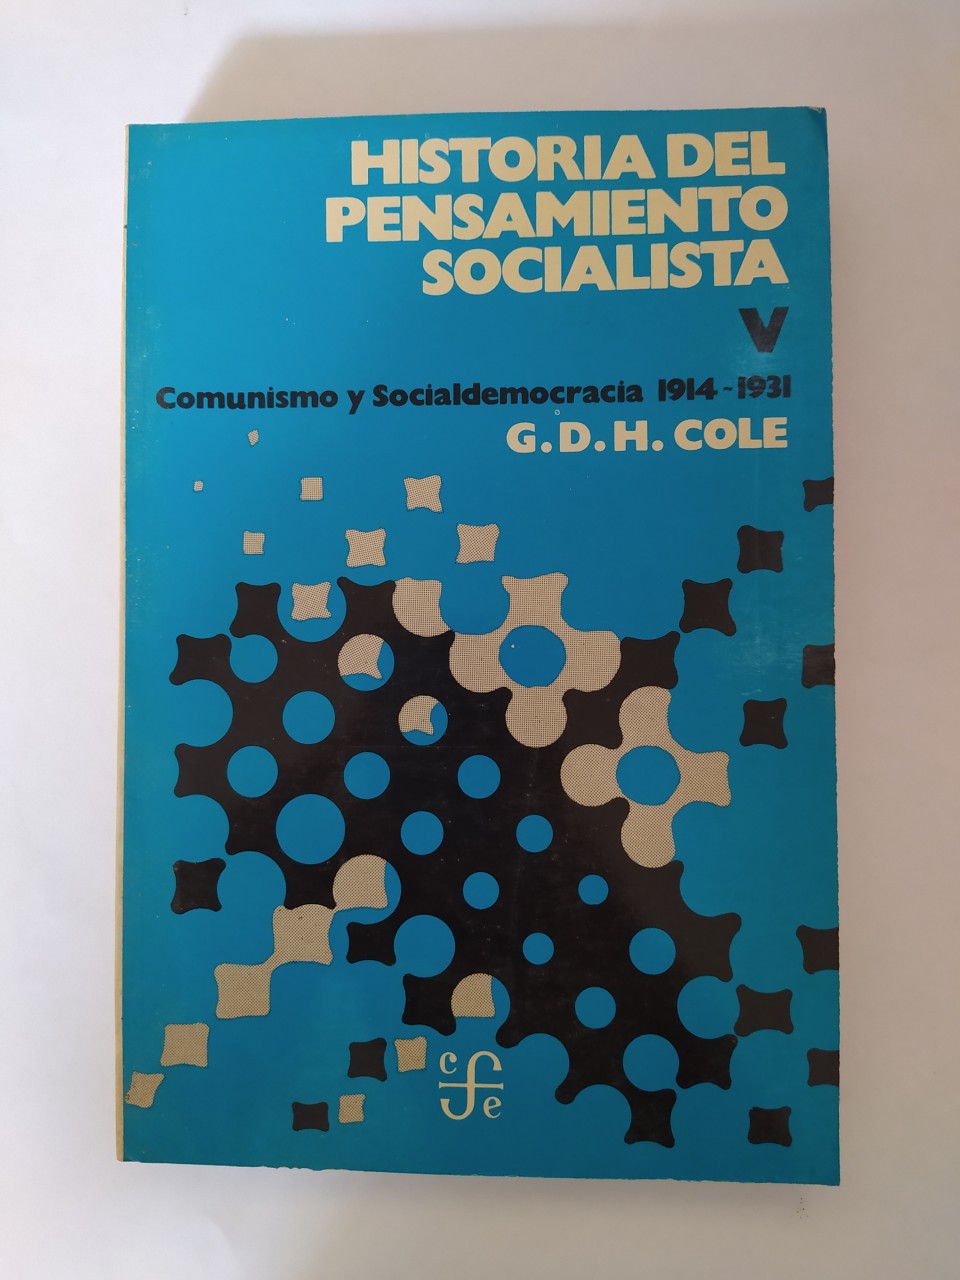 HISTORIA DEL
PENSAMIENTO
SOCIALISTA
V
Comunismo y Socialdemocracia 1914-1931
G.D.H. COLE
cfe